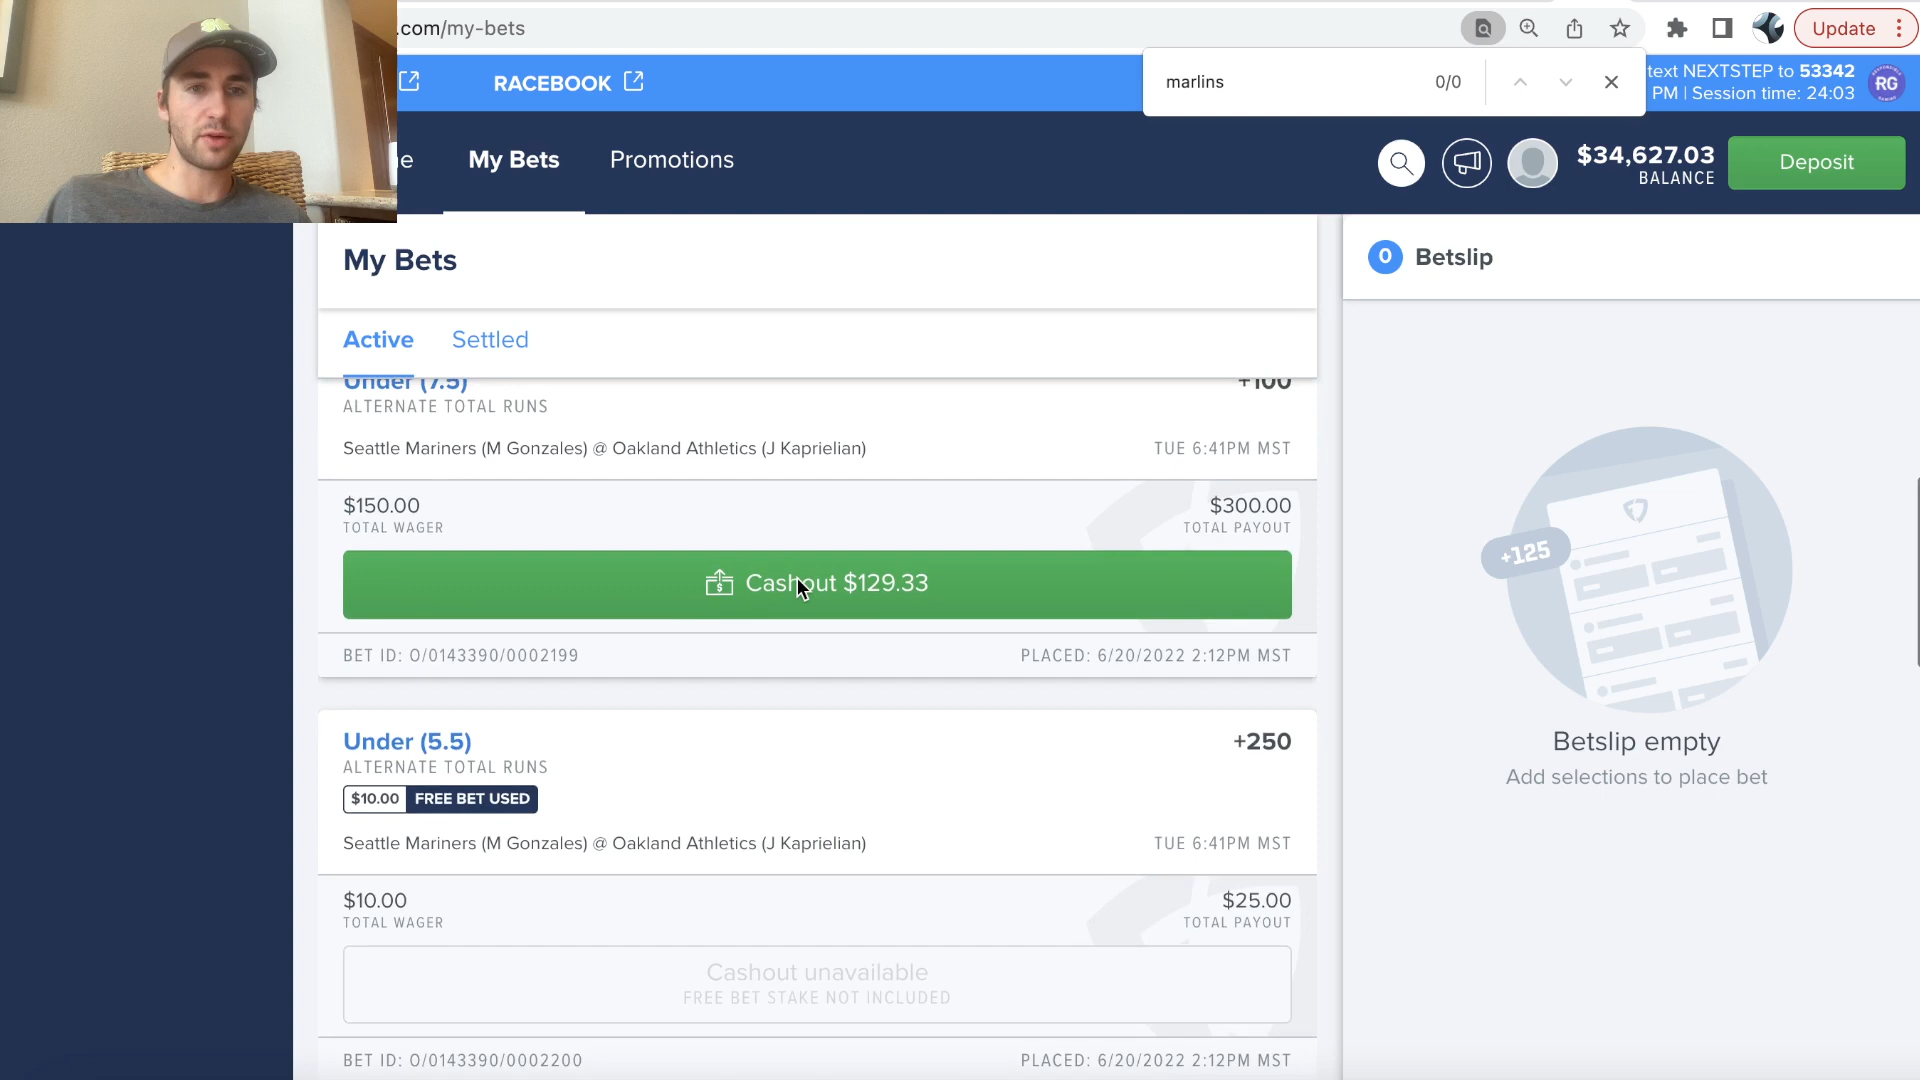 .com/my-bets
Update
marlins
0/0
RACEBOOK
text NEXTSTEP to 53342
PM | Session time: 24:03
RG
e
My Bets
Promotions
$34,627.03
BALANCE
Deposit
My Bets
0
Betslip
Active
Settled
Under (7.5)
+100
ALTERNATE TOTAL RUNS
Seattle Mariners (M Gonzales) @ Oakland Athletics (J Kaprielian)
TUE 6:41PM MST
$150.00
TOTAL WAGER
$300.00
TOTAL PAYOUT
Cashout $129.33
BET ID: O/0143390/0002199
PLACED: 6/20/2022 2:12PM MST
+125
Under (5.5)
+250
ALTERNATE TOTAL RUNS
$10.00 FREE BET USED
Seattle Mariners (M Gonzales) @ Oakland Athletics (J Kaprielian)
TUE 6:41PM MST
$10.00
TOTAL WAGER
$25.00
TOTAL PAYOUT
Cashout unavailable
FREE BET STAKE NOT INCLUDED
BET ID: O/0143390/0002200
PLACED: 6/20/2022 2:12PM MST
Betslip empty
Add selections to place bet